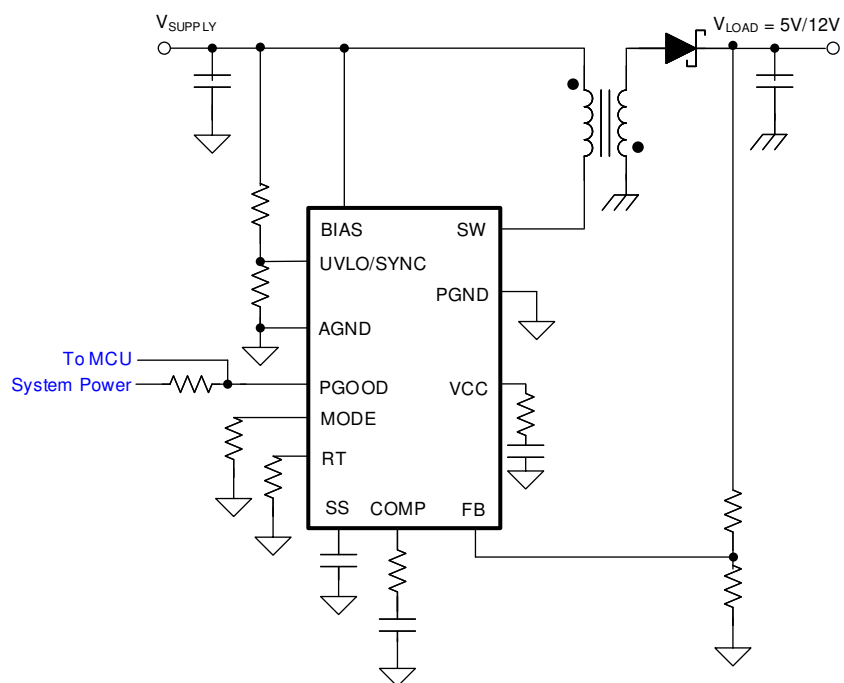 VSUPPLY
VLOAD = 5V/12V
BIAS
SW
UVLO/SYNC
PGND
AGND
To MCU
System Power
PGOOD
VCC
MODE
RT
SS
COMP
FB